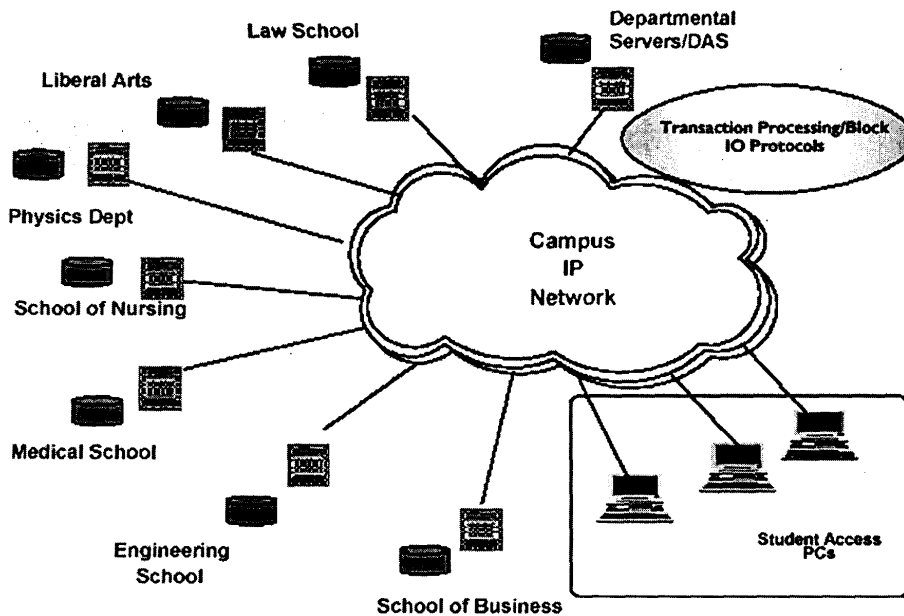 Law School
Departmental
Servers/DAS
Liberal Arts
Transaction Processing/Block
IO Protocols
Physics Dept
Campus
IP
Network
School of Nursing
Medical School
Engineering
School
School of Business
Student Access
PCs